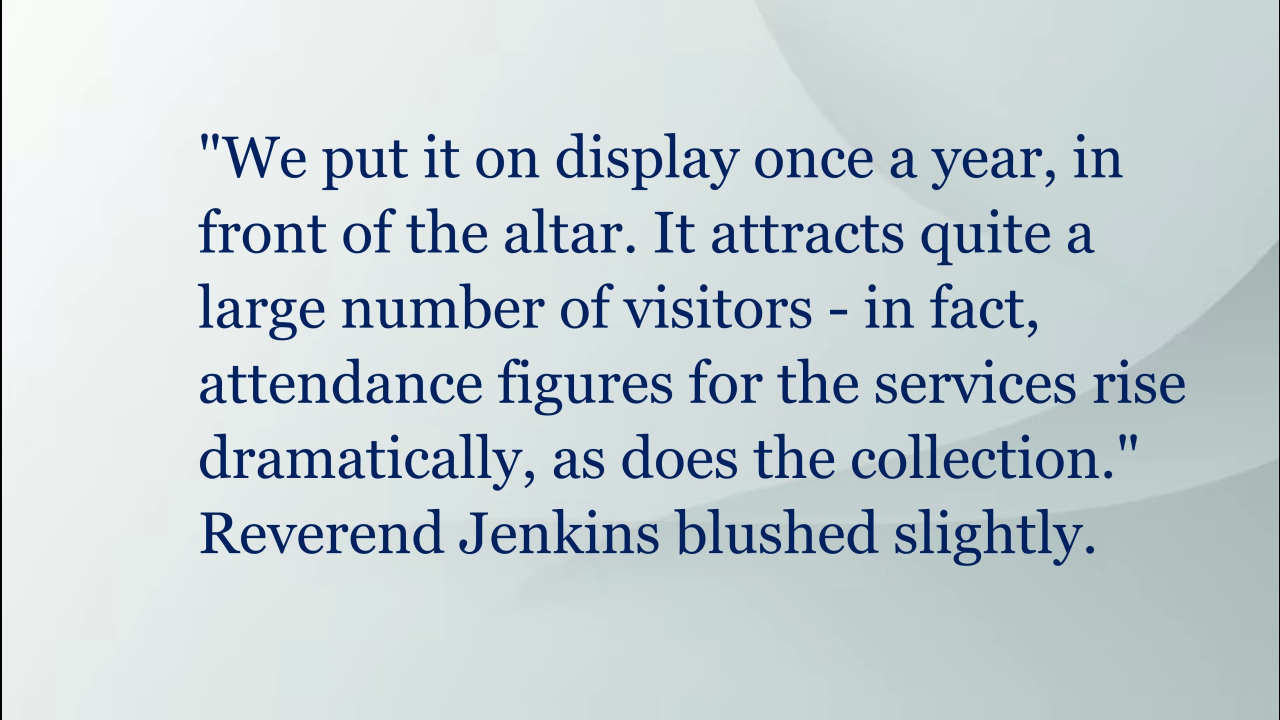 "We put it on display once a year, in
front of the altar. It attracts quite a
large number of visitors - in fact,
attendance figures for the services rise
dramatically, as does the collection."
Reverend Jenkins blushed slightly.